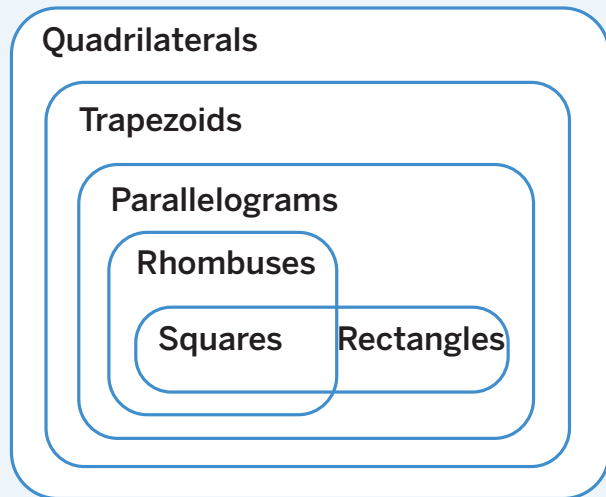 Quadrilaterals
Trapezoids
Parallelograms
Rhombuses
Squares Rectangles